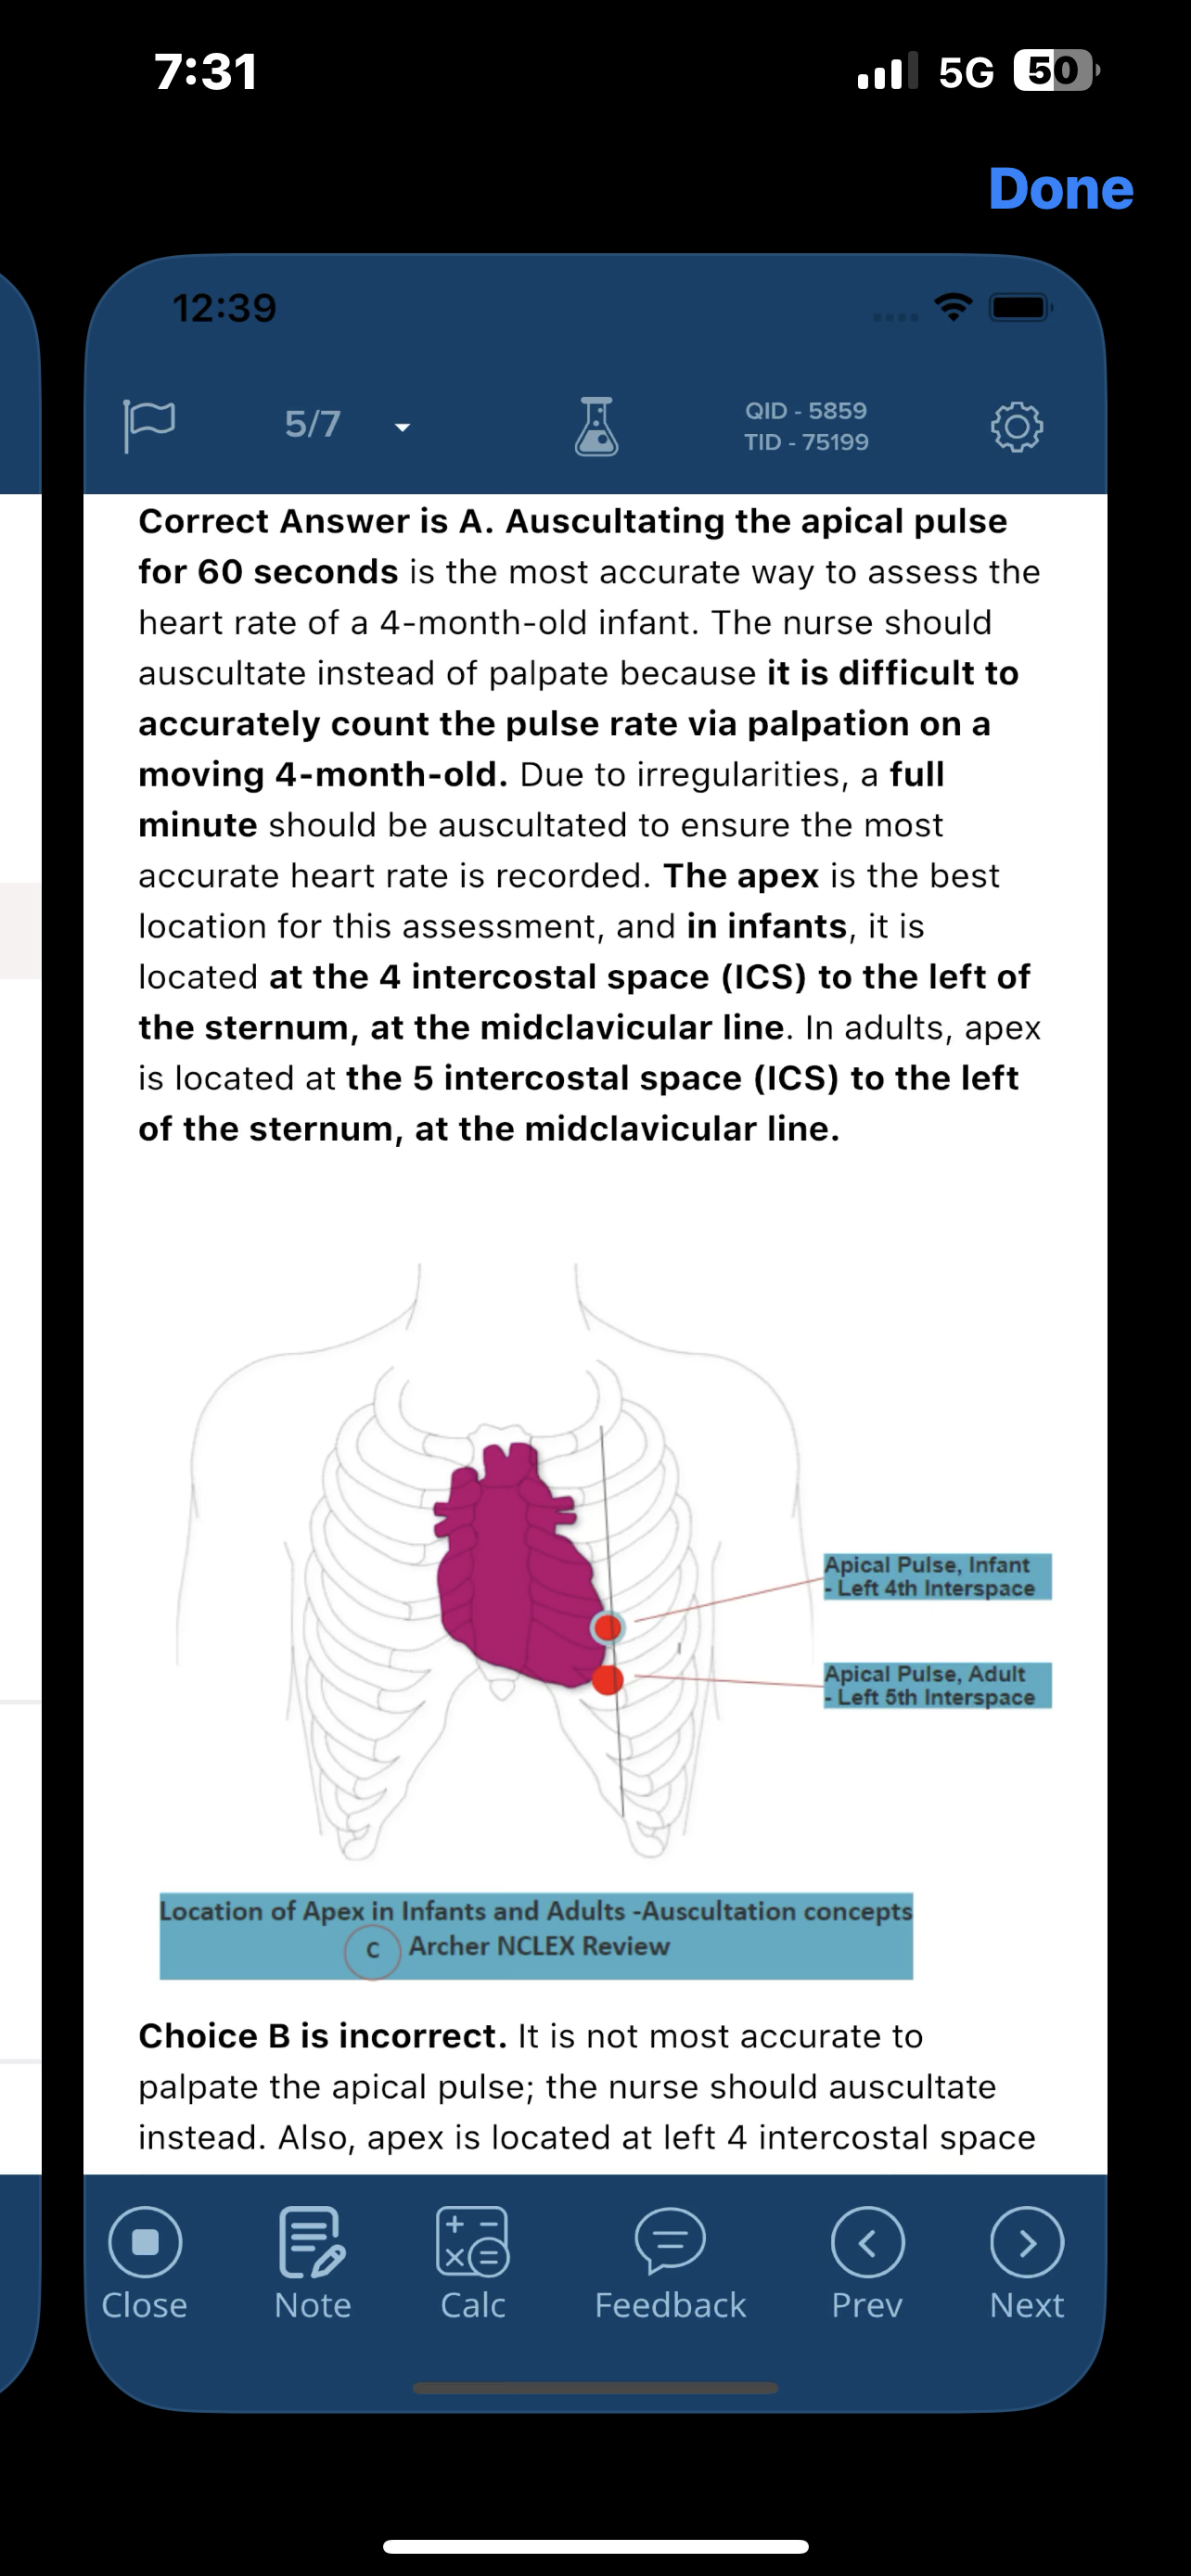 7:31
5G 50
Done
12:39
5/7
QID - 5859
TID - 75199
Correct Answer is A. Auscultating the apical pulse
for 60 seconds is the most accurate way to assess the
heart rate of a 4-month-old infant. The nurse should
auscultate instead of palpate because it is difficult to
accurately count the pulse rate via palpation on a
moving 4-month-old. Due to irregularities, a full
minute should be auscultated to ensure the most
accurate heart rate is recorded. The apex is the best
location for this assessment, and in infants, it is
located at the 4 intercostal space (ICS) to the left of
the sternum, at the midclavicular line. In adults, apex
is located at the 5 intercostal space (ICS) to the left
of the sternum, at the midclavicular line.
Apical Pulse, Infant
- Left 4th Interspace
Apical Pulse, Adult
- Left 5th Interspace
Location of Apex in Infants and Adults -Auscultation concepts
C Archer NCLEX Review
Choice B is incorrect. It is not most accurate to
palpate the apical pulse; the nurse should auscultate
instead. Also, apex is located at left 4 intercostal space
Close Note Calc Feedback Prev Next